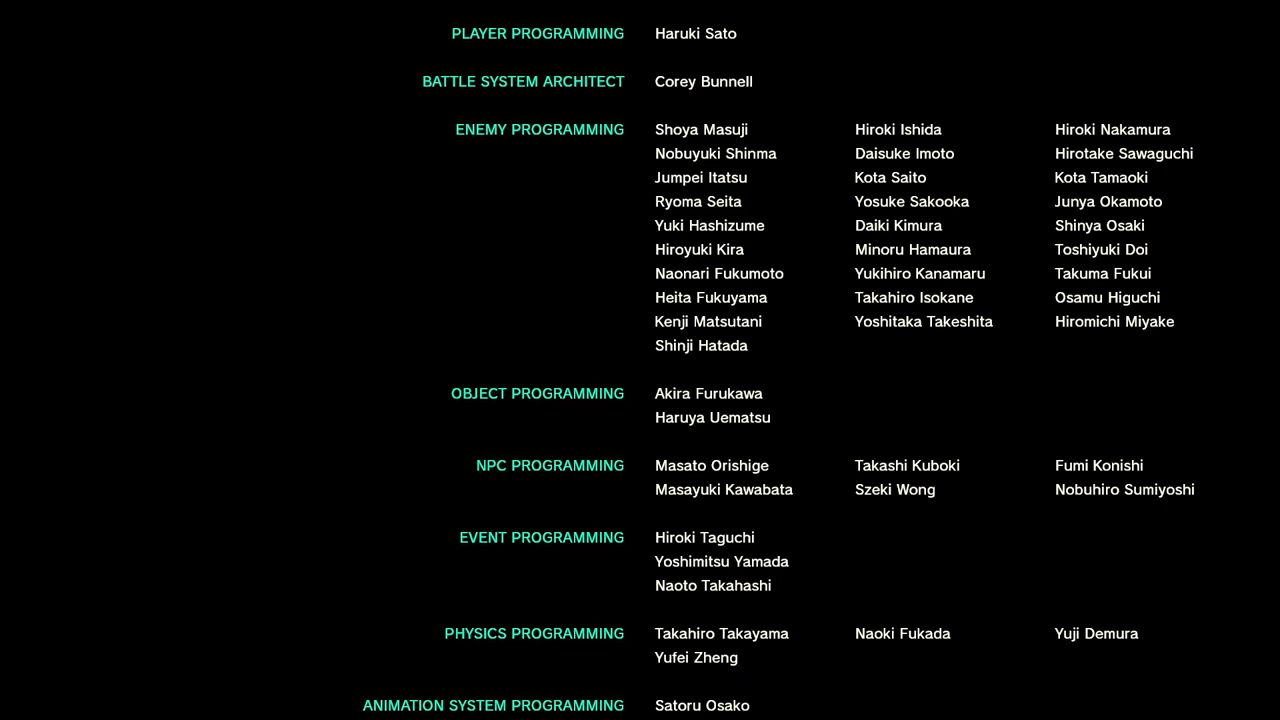 PLAYER PROGRAMMING Haruki Sato
BATTLE SYSTEM ARCHITECT Corey Bunnell
ENEMY PROGRAMMING Shoya Masuji Hiroki Ishida Hiroki Nakamura
Nobuyuki Shinma Daisuke Imoto Hirotake Sawaguchi
Jumpei Itatsu Kota Saito Kota Tamaoki
Ryoma Seita Yosuke Sakooka Junya Okamoto
Yuki Hashizume Daiki Kimura Shinya Osaki
Hiroyuki Kira Minoru Hamaura Toshiyuki Doi
Naonari Fukumoto Yukihiro Kanamaru Takuma Fukui
Heita Fukuyama Takahiro Isokane Osamu Higuchi
Kenji Matsutani Yoshitaka Takeshita Hiromichi Miyake
Shinji Hatada
OBJECT PROGRAMMING Akira Furukawa
Haruya Uematsu
NPC PROGRAMMING Masato Orishige Takashi Kuboki Fumi Konishi
Masayuki Kawabata Szeki Wong Nobuhiro Sumiyoshi
EVENT PROGRAMMING Hiroki Taguchi
Yoshimitsu Yamada
Naoto Takahashi
PHYSICS PROGRAMMING Takahiro Takayama Naoki Fukada Yuji Demura
Yufei Zheng
ANIMATION SYSTEM PROGRAMMING Satoru Osako